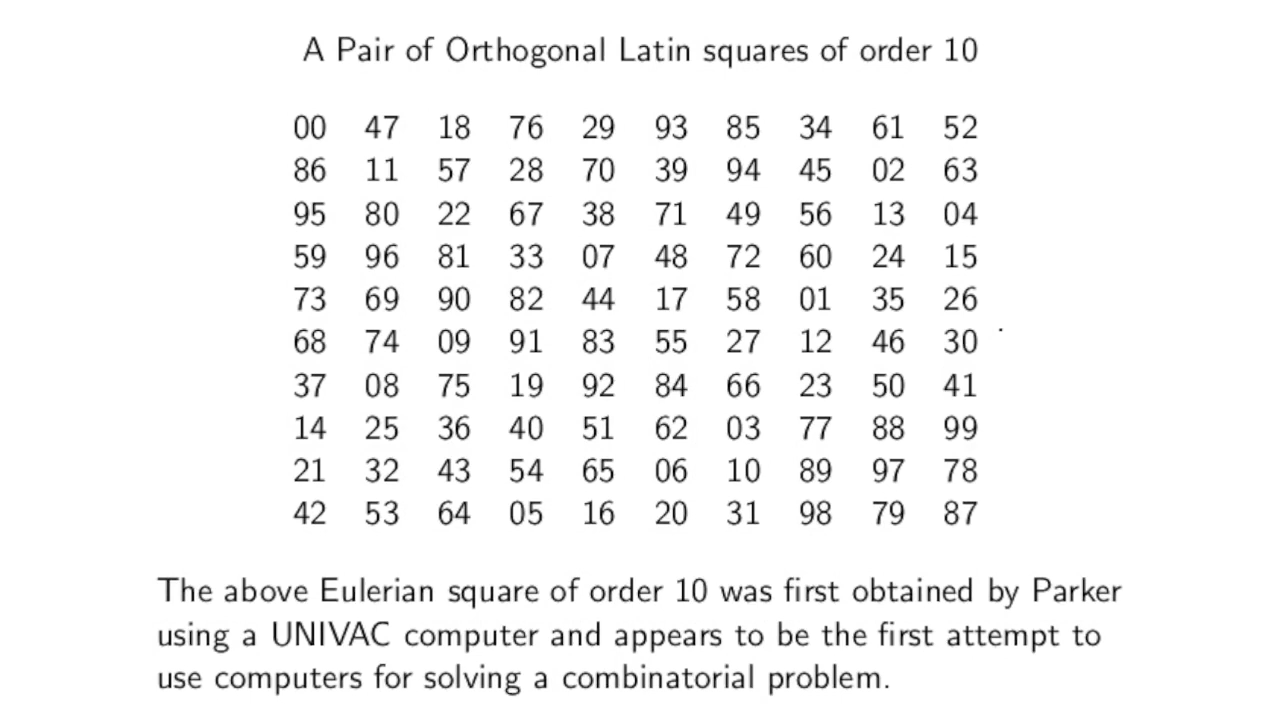 A Pair of Orthogonal Latin squares of order 10
00 47 18 76 29 93 85 34 61 52
86 11 57 28 70 39 94 45 02 63
95 80 22 67 38 71 49 56 13 04
59 96 81 33 07 48 72 60 24 15
73 69 90 82 44 17 58 01 35 26
68 74 09 91 83 55 27 12 46 30
37 08 75 19 92 84 66 23 50 41
14 25 36 40 51 62 03 77 88 99
21 32 43 54 65 06 10 89 97 78
42 53 64 05 16 20 31 98 79 87
The above Eulerian square of order 10 was first obtained by Parker
using a UNIVAC computer and appears to be the first attempt to
use computers for solving a combinatorial problem.